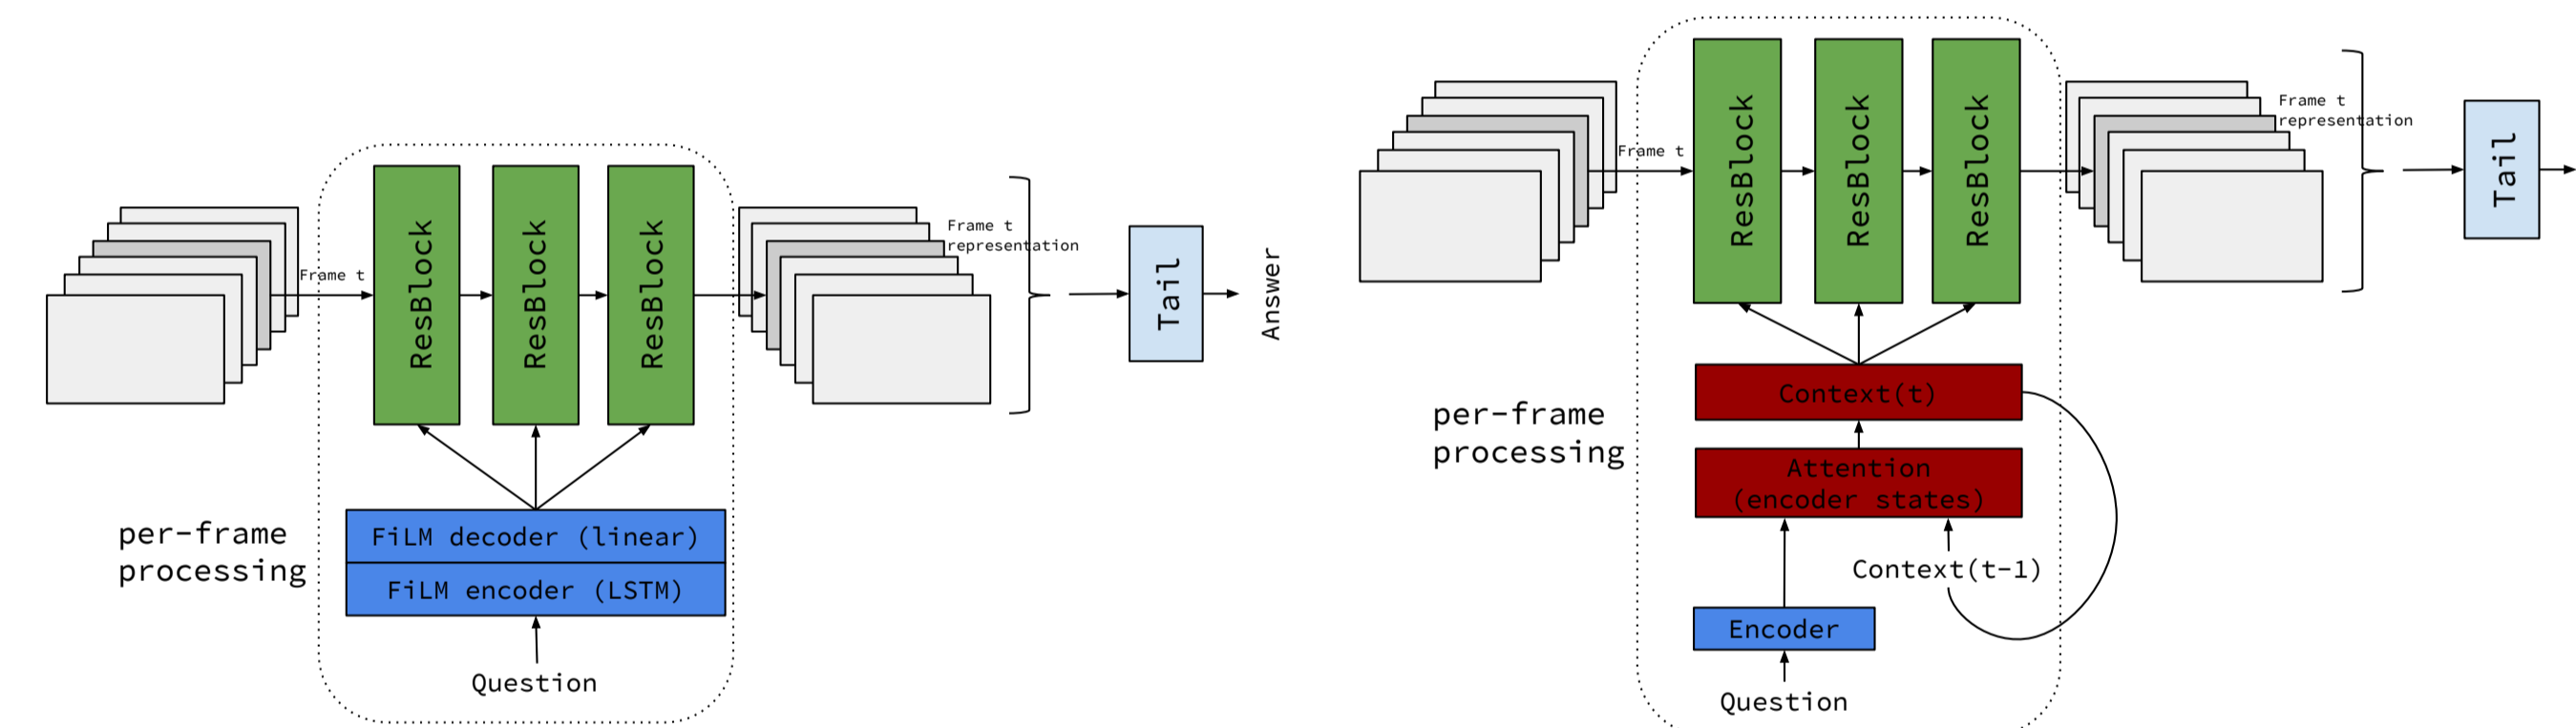 Frame t
ResBlock
ResBlock
ResBlock
Frame t
representation
Tail
Answer
per-frame
processing
FiLM decoder (linear)
FiLM encoder (LSTM)
Question
Frame t
ResBlock
ResBlock
ResBlock
Frame t
representation
Tail
per-frame
processing
Context(t)
Attention
(encoder states)
Context(t-1)
Encoder
Question